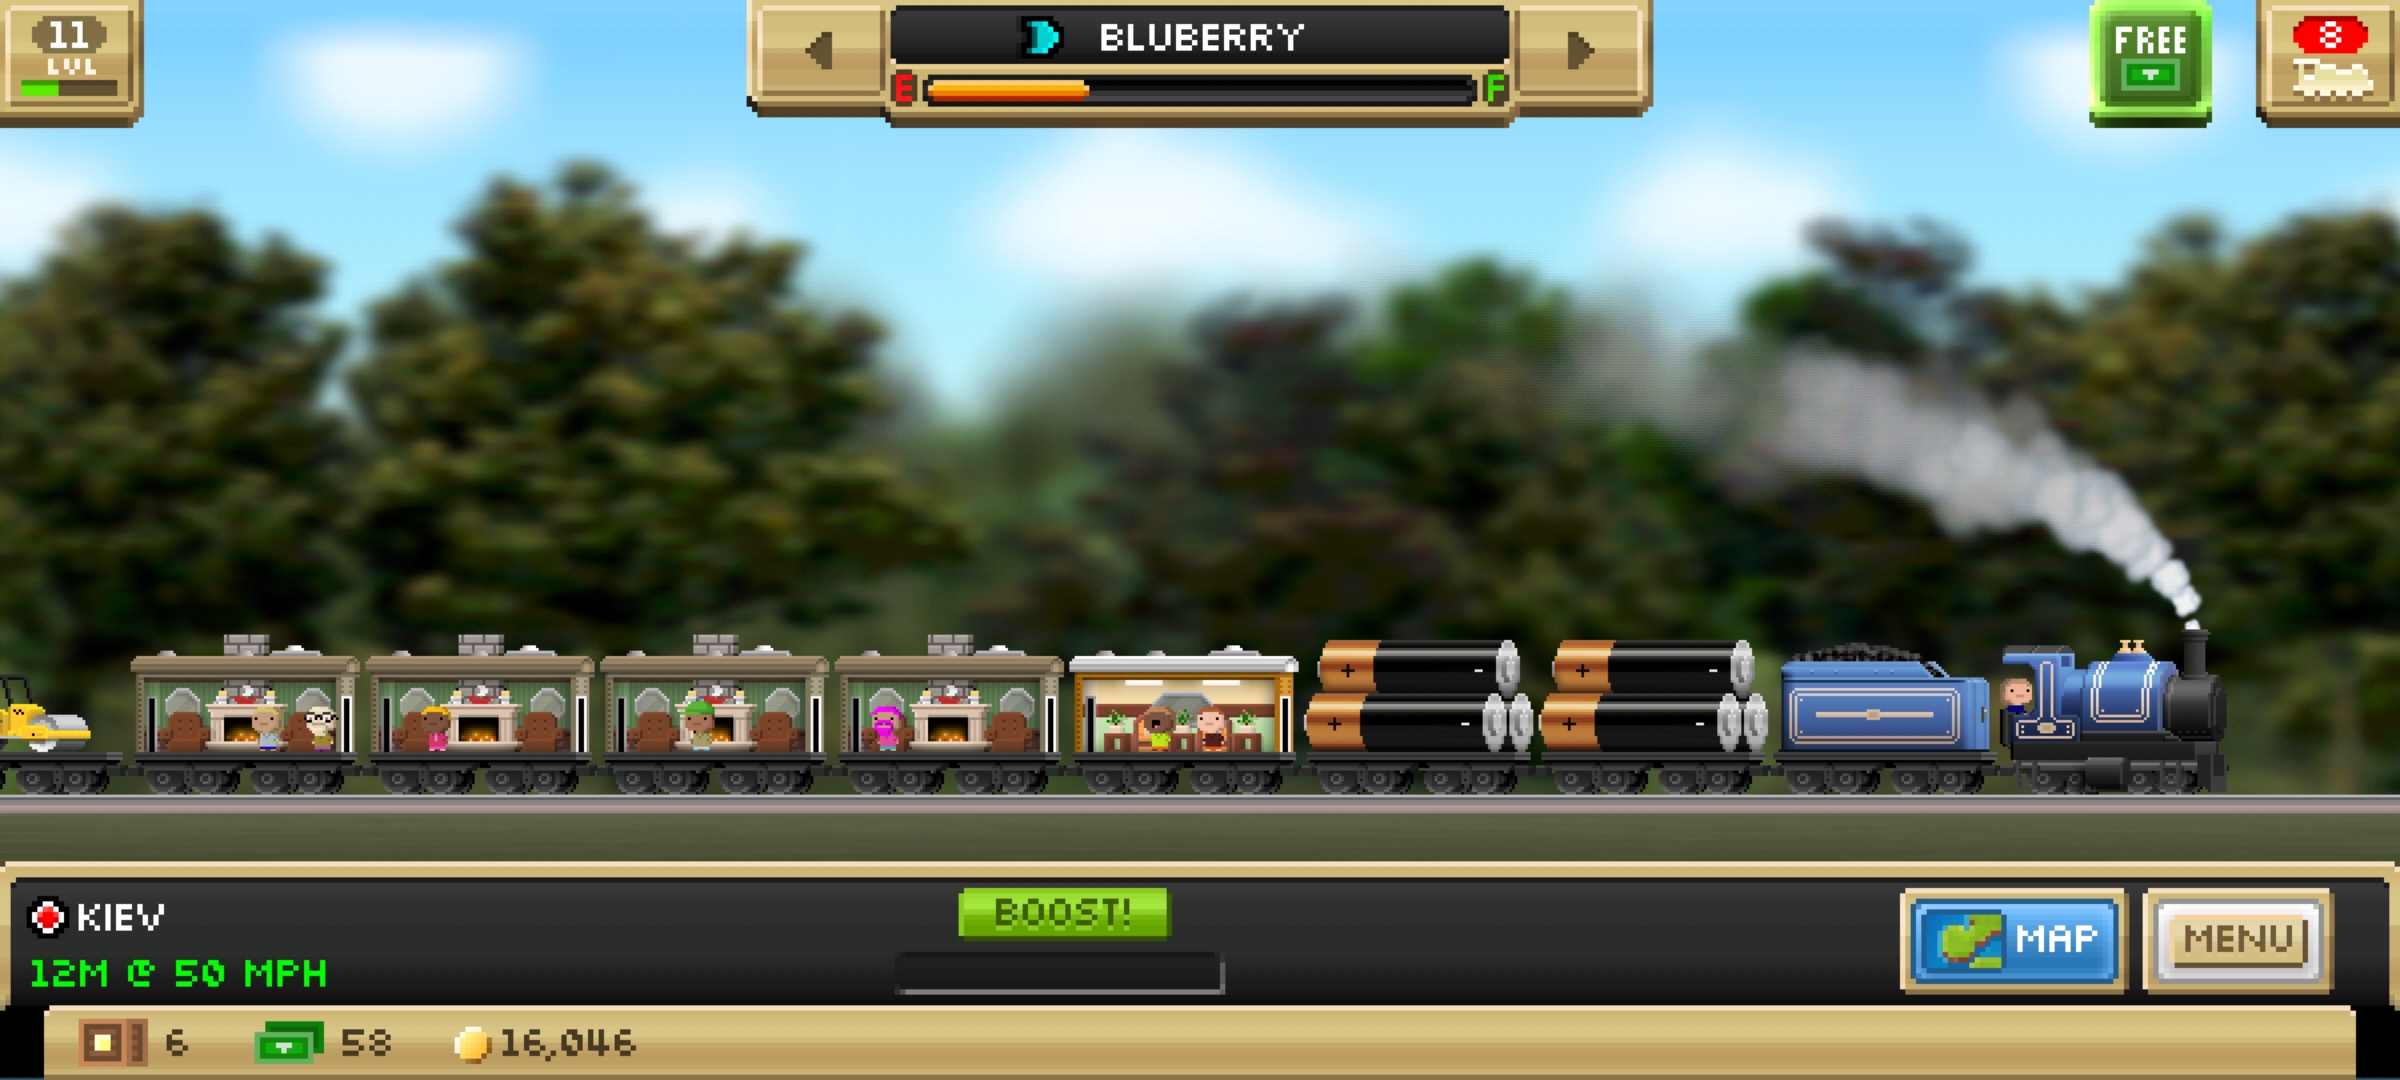 11
LVL
BLUBERRY
E F
FREE
8
+ -
+ -
+ -
+ -
KIEV
12M @ 50 MPH
BOOST!
MAP
MENU
6
58
16,046